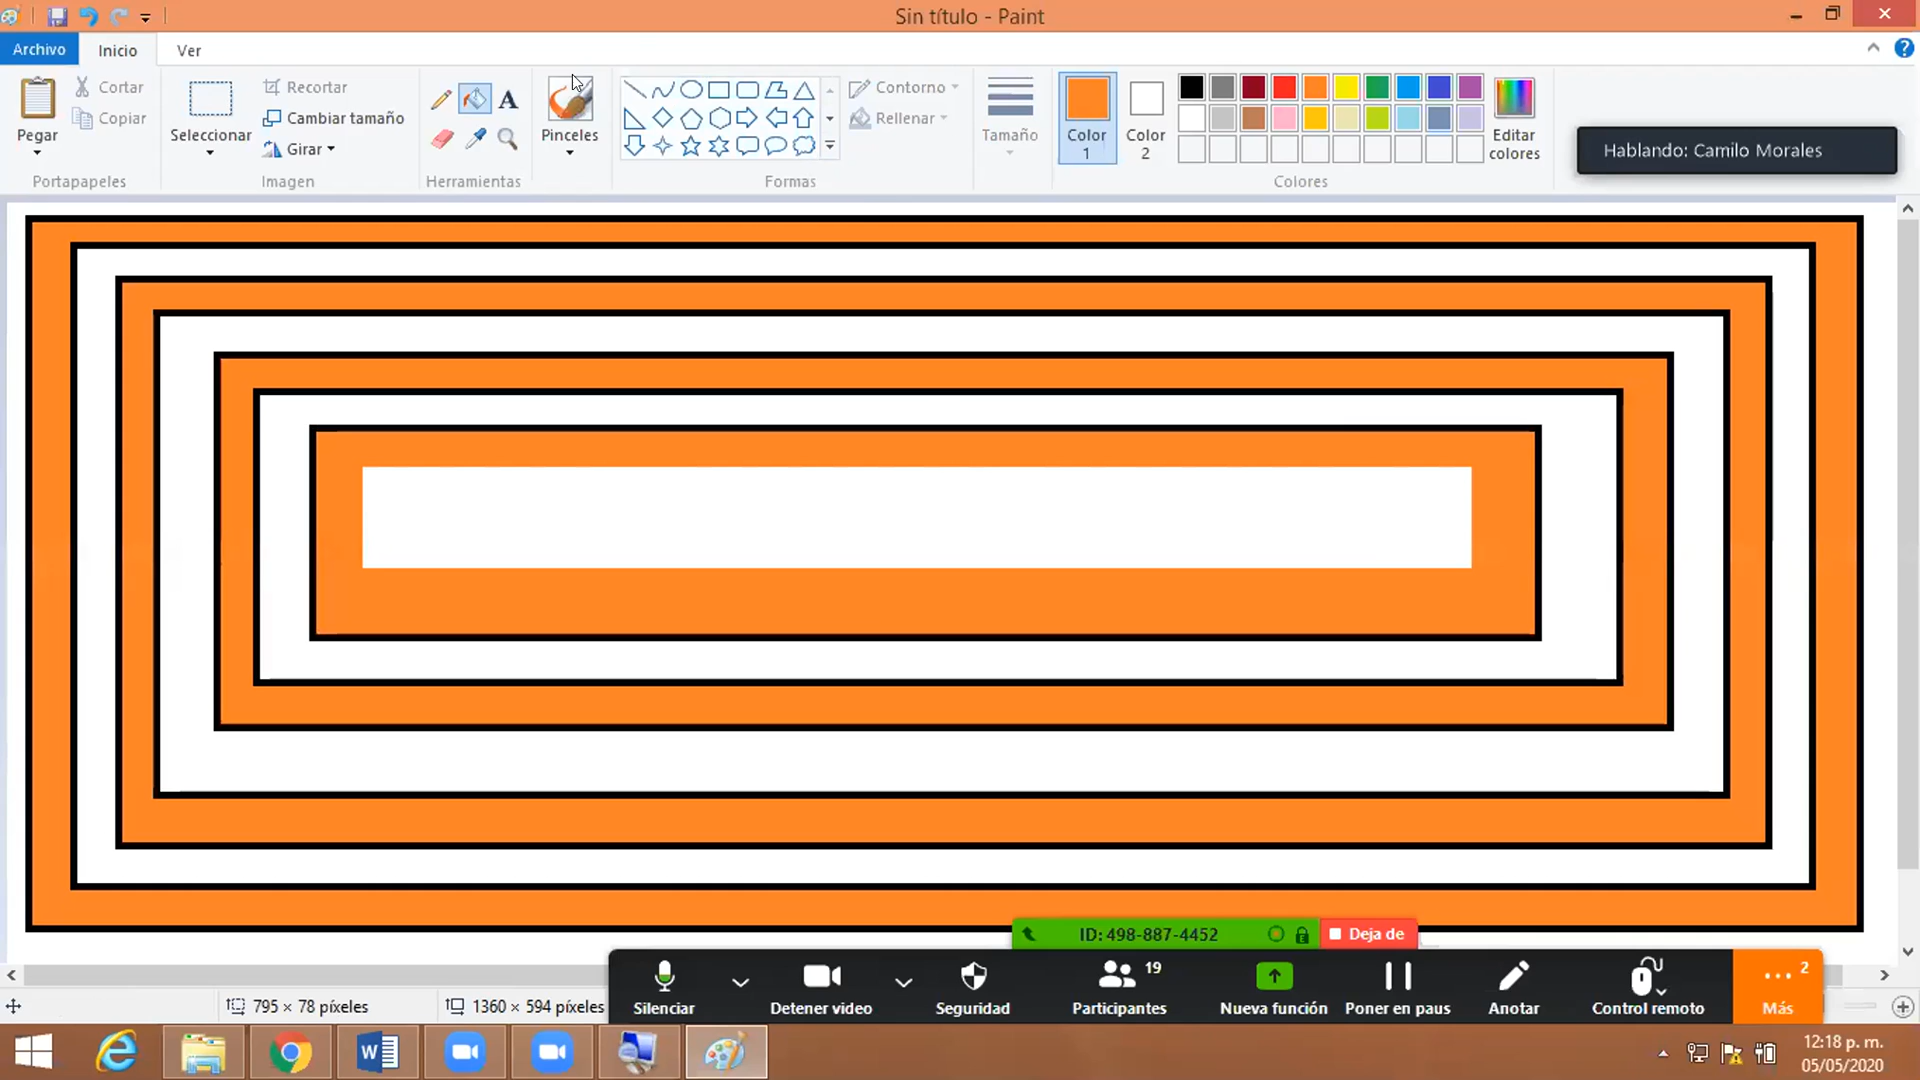 Sin título - Paint
Archivo
Inicio
Ver
Pegar
Cortar
Copiar
Portapapeles
Seleccionar
Recortar
Cambiar tamaño
Girar
Imagen
A
Herramientas
Pinceles
Contorno
Rellenar
Formas
Tamaño
Color
1
Color
2
Editar
colores
Colores
Hablando: Camilo Morales
ID: 498-887-4452
Deja de
795 × 78 píxeles
1360 × 594 píxeles
Silenciar
Detener video
Seguridad
19
Participantes
Nueva función
Poner en paus
Anotar
Control remoto
2
Más
12:18 p. m.
05/05/2020